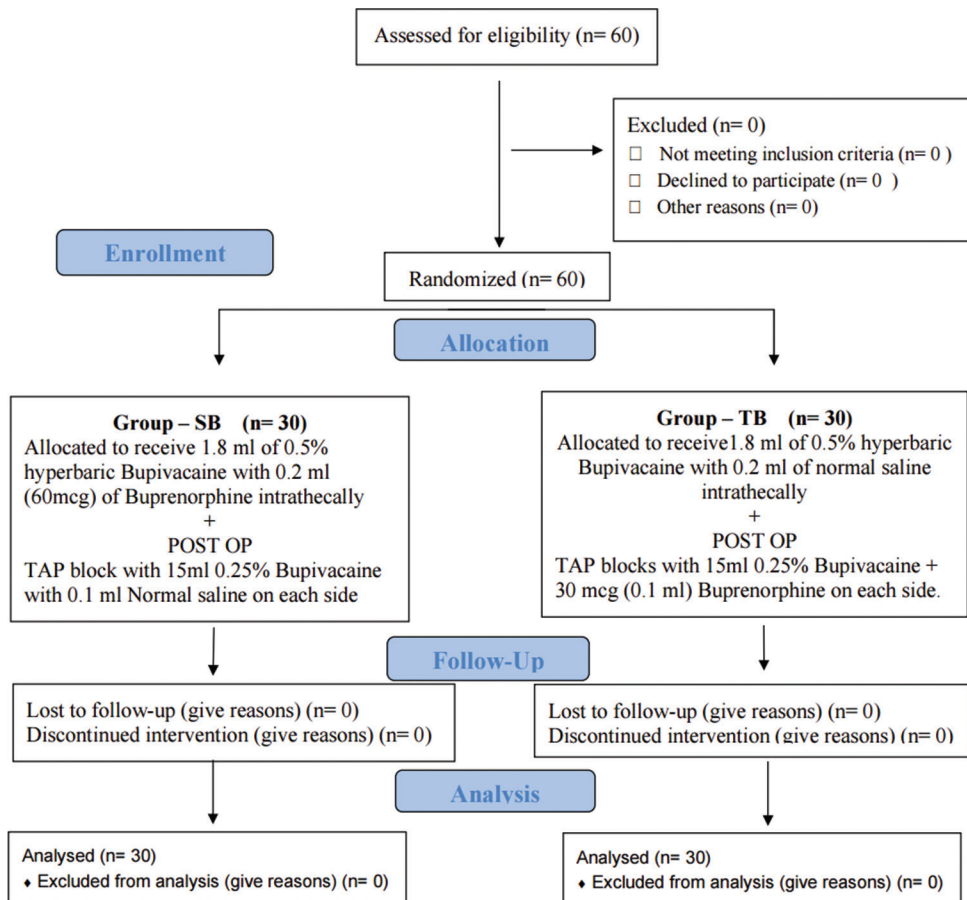 Assessed for eligibility (n= 60)
Excluded (n= 0)
□ Not meeting inclusion criteria (n= 0 )
□ Declined to participate (n= 0 )
□ Other reasons (n= 0)
Enrollment
Randomized (n= 60)
Allocation
Group – SB (n= 30)
Allocated to receive 1.8 ml of 0.5%
hyperbaric Bupivacaine with 0.2 ml
(60mcg) of Buprenorphine intrathecally
+
POST OP
TAP block with 15ml 0.25% Bupivacaine
with 0.1 ml Normal saline on each side
Group – TB (n= 30)
Allocated to receive1.8 ml of 0.5% hyperbaric
Bupivacaine with 0.2 ml of normal saline
intrathecally
+
POST OP
TAP blocks with 15ml 0.25% Bupivacaine +
30 mcg (0.1 ml) Buprenorphine on each side.
Follow-Up
Lost to follow-up (give reasons) (n= 0)
Discontinued intervention (give reasons) (n= 0)
Lost to follow-up (give reasons) (n= 0)
Discontinued intervention (give reasons) (n= 0)
Analysis
Analysed (n= 30)
♦ Excluded from analysis (give reasons) (n= 0)
Analysed (n= 30)
♦ Excluded from analysis (give reasons) (n= 0)